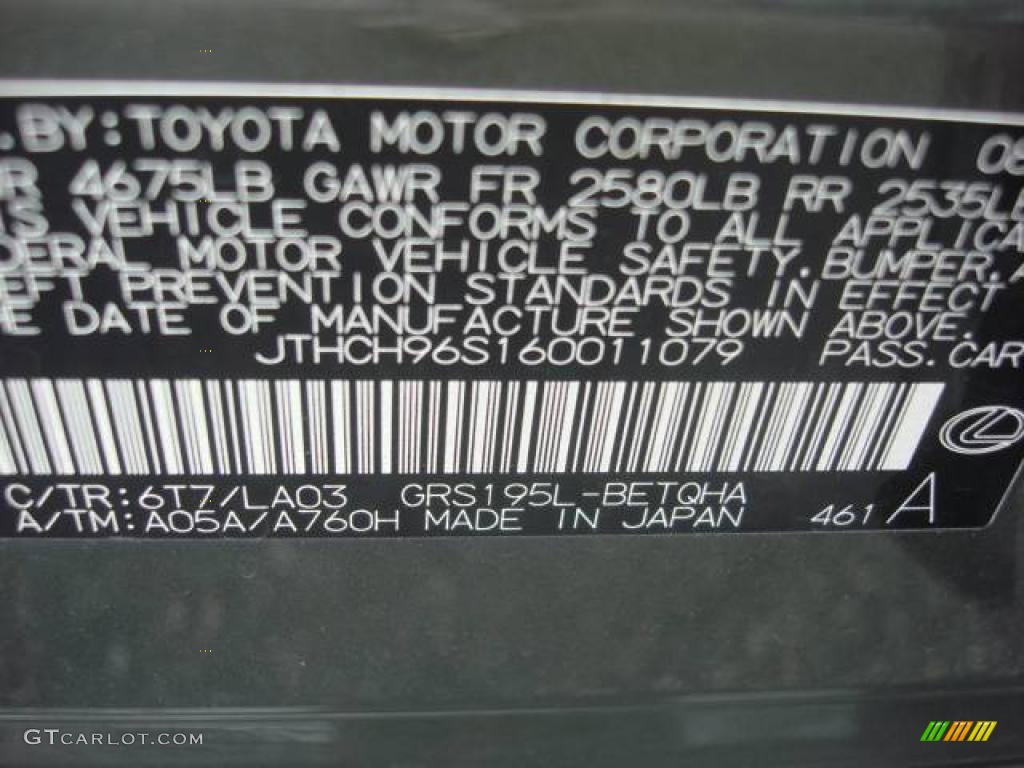 .BY:TOYOTA MOTOR CORPORATION 08
R 4675LB GAWR FR 2580LB RR 2535LB
IS VEHICLE CONFORMS TO ALL APPLICA
DERAL MOTOR VEHICLE SAFETY, BUMPER, A
EFT PREVENTION STANDARDS IN EFFECT
E DATE OF MANUFACTURE SHOWN ABOVE.
JTHCH96S160011079 PASS.CAR
C/TR:6T7/LA03 GRS195L-BETQHA
A/TM:A05A/A760H MADE IN JAPAN 461 A
GTCARLOT.COM